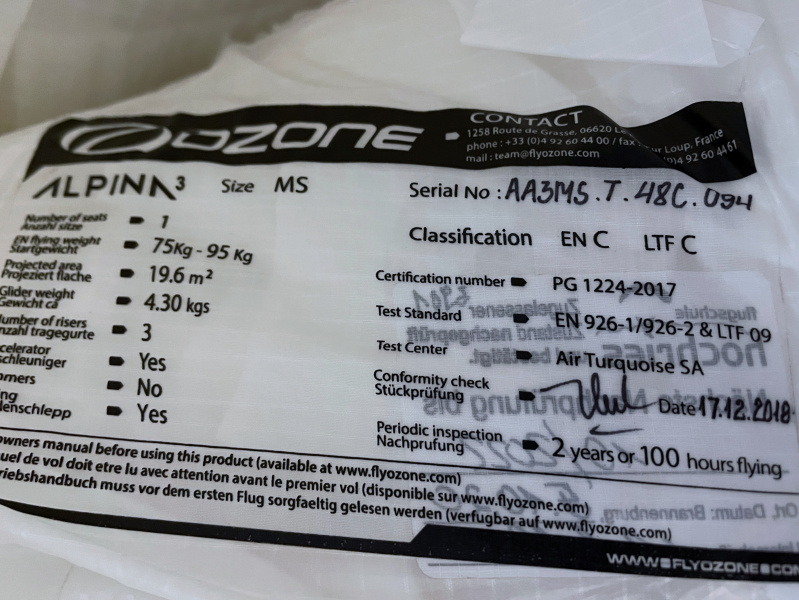 OZONE
CONTACT
1258 Route de Grasse, 06620 Le ur Loup, France
phone : +33 (0)4 92 60 44 00 / fax (0)4 92 60 44 61
mail : team@flyozone.com
ALPINA³ Size MS
Serial No : AA3MS.T.48C.094
Classification EN C LTF C
Number of seats 1
Anzahl sitze
EN flying weight 75Kg - 95 Kg
Startgewicht
Projected area 19.6 m²
Projeziert flache
Glider weight 4.30 kgs
Gewicht ca
umber of risers 3
nzahl tragegurte
celerator Yes
schleuniger
mers No
ng Yes
denschlepp
Certification number PG 1224-2017
Test Standard EN 926-1/926-2 & LTF 09
Test Center Air Turquoise SA
Conformity check
Stückprüfung Date 17.12.2018
Periodic inspection 2 years or 100 hours flying
Nachprufung
owners manual before using this product (available at www.flyozone.com)
uel de vol doit etre lu avec attention avant le premier vol (disponible sur www.flyozone.com)
riebshandbuch muss vor dem ersten Flug sorgfaeltig gelesen werden (verfugbar auf www.flyozone.com)
WWW.FLYOZONE.COM